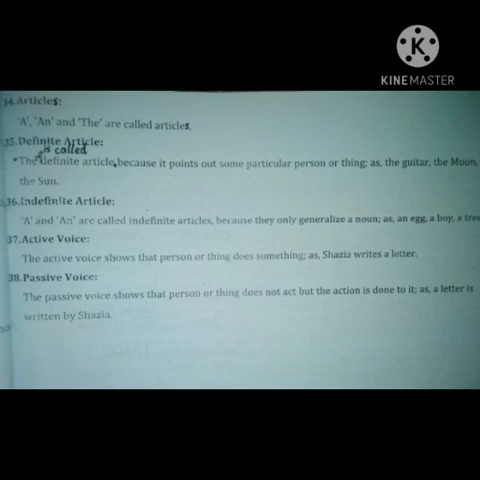 KINEMASTER
34.Articles:
'A', 'An' and 'The' are called articles.
35.Definite Article:
is called
"The definite article, because it points out some particular person or thing; as, the guitar, the Moon,
the Sun.
36.Indefinite Article:
'A' and 'An' are called indefinite articles, because they only generalize a noun; as, an egg, a boy, a tree
37.Active Voice:
The active voice shows that person or thing does something; as, Shazia writes a letter.
38.Passive Voice:
The passive voice shows that person or thing does not act but the action is done to it; as, a letter is
written by Shazia.